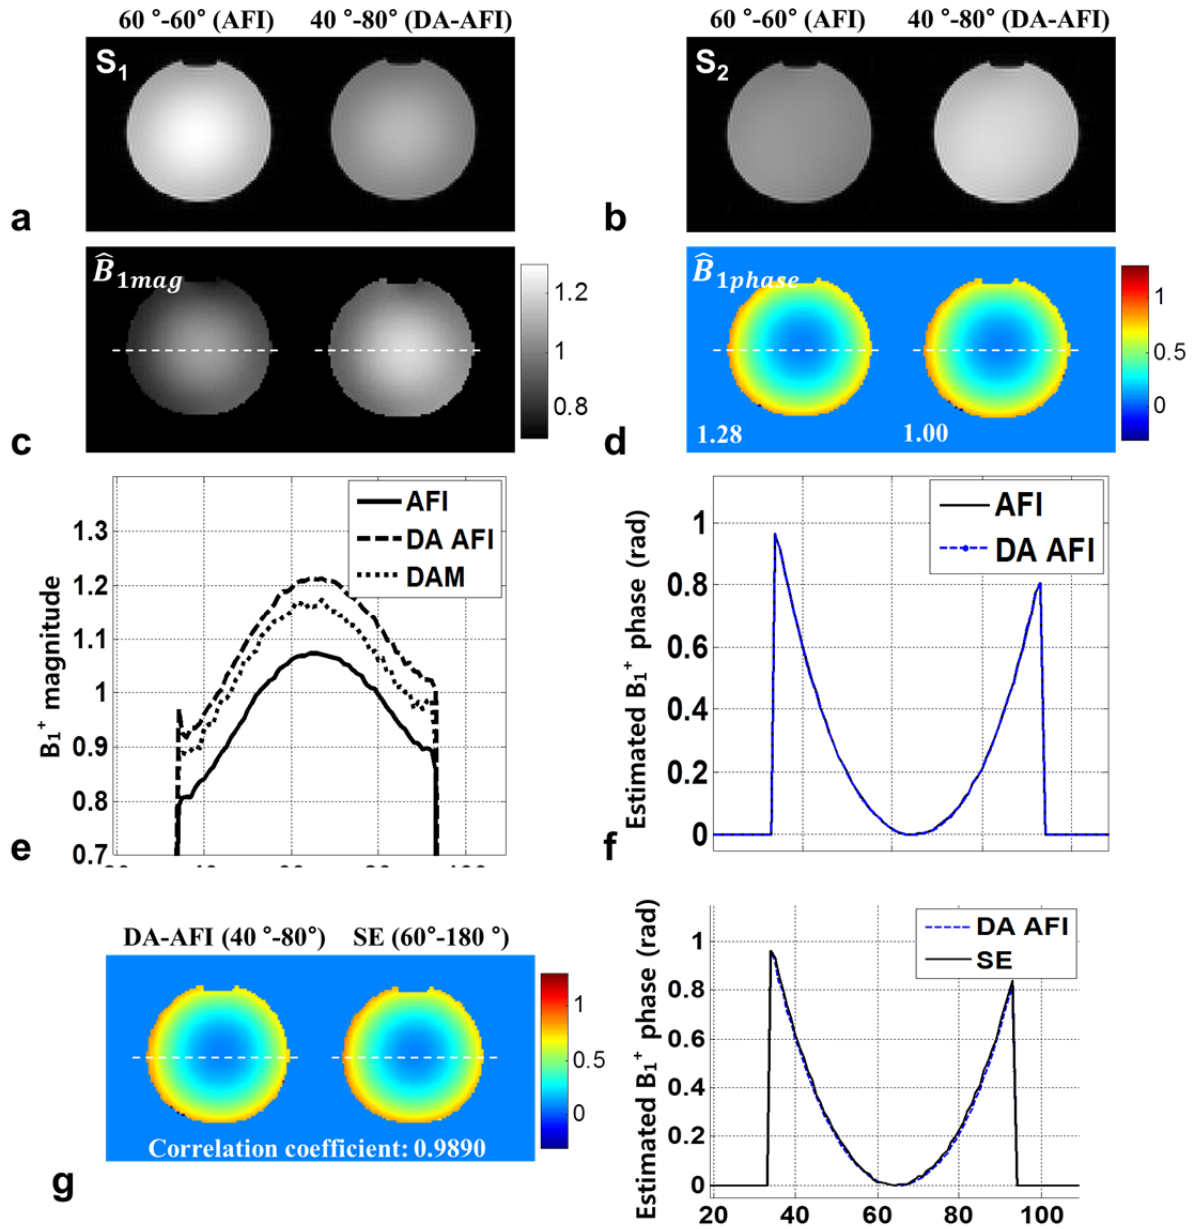 60 °-60° (AFI) 40 °-80° (DA-AFI)
60 °-60° (AFI) 40 °-80° (DA-AFI)
S1
S2
a
b
B̂1mag
1.2
1
0.8
c
B̂1phase
1
0.5
0
1.28
1.00
d
AFI
DA AFI
DAM
1.3
1.2
1.1
1
0.9
0.8
0.7
B1+ magnitude
e
AFI
DA AFI
1
0.8
0.6
0.4
0.2
0
Estimated B1+ phase (rad)
f
DA-AFI (40 °-80°) SE (60°-180 °)
1
0.5
0
Correlation coefficient: 0.9890
g
DA AFI
SE
1
0.8
0.6
0.4
0.2
0
Estimated B1+ phase (rad)
20 40 60 80 100